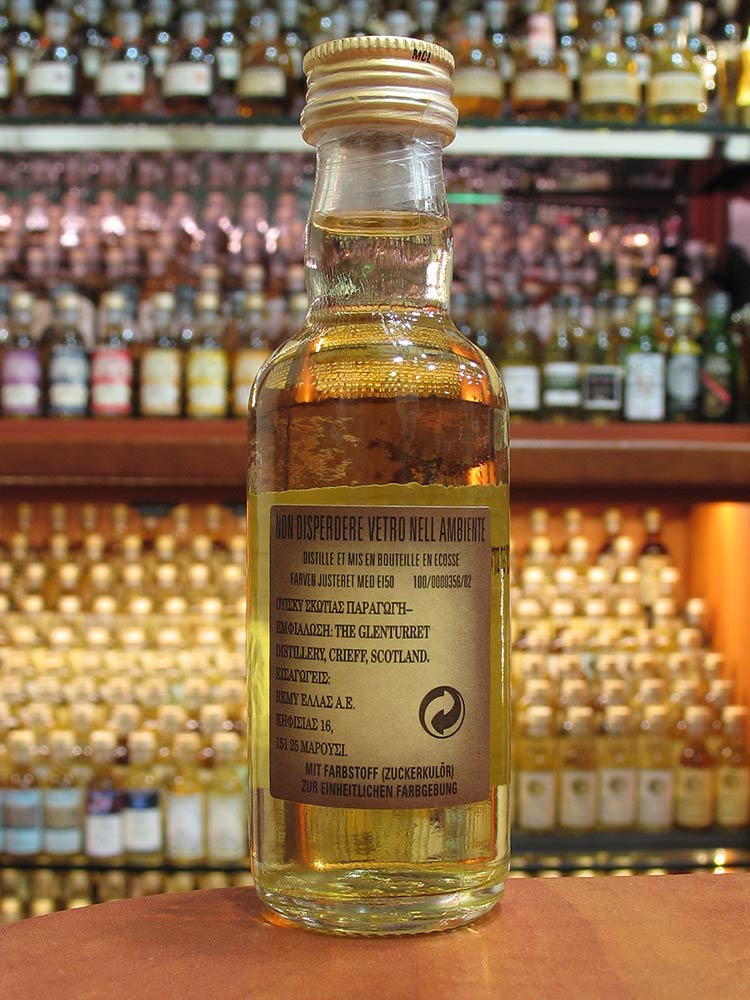 MCL
NON DISPERDERE VETRO NELL AMBIENTE
DISTILLE ET MIS EN BOUTEILLE EN ECOSSE
FARVEN JUSTERET MED E150 100/0000356/02
ΟΥΙΣΚΥ ΣΚΩΤΙΑΣ ΠΑΡΑΓΩΓΗ–
ΕΜΦΙΑΛΩΣΗ: THE GLENTURRET
DISTILLERY, CRIEFF, SCOTLAND.
ΕΙΣΑΓΩΓΕΙΣ:
REMY ΕΛΛΑΣ Α.Ε.
ΚΗΦΙΣΙΑΣ 16,
151 25 ΜΑΡΟΥΣΙ.
MIT FARBSTOFF (ZUCKERKULÖR)
ZUR EINHEITLICHEN FARBGEBUNG